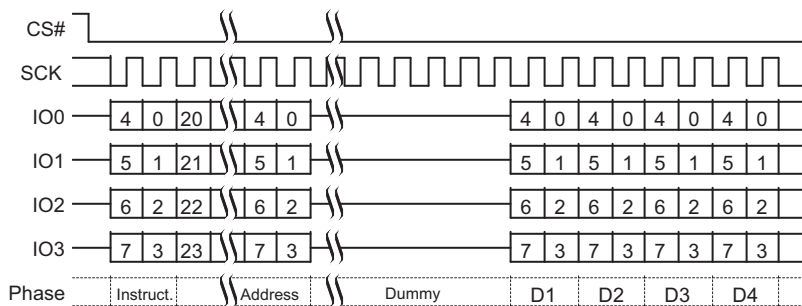 CS#
SCK
IO0 4 0 20 4 0 4 0 4 0 4 0 4 0
IO1 5 1 21 5 1 5 1 5 1 5 1 5 1
IO2 6 2 22 6 2 6 2 6 2 6 2 6 2
IO3 7 3 23 7 3 7 3 7 3 7 3 7 3
Phase Instruct. Address Dummy D1 D2 D3 D4